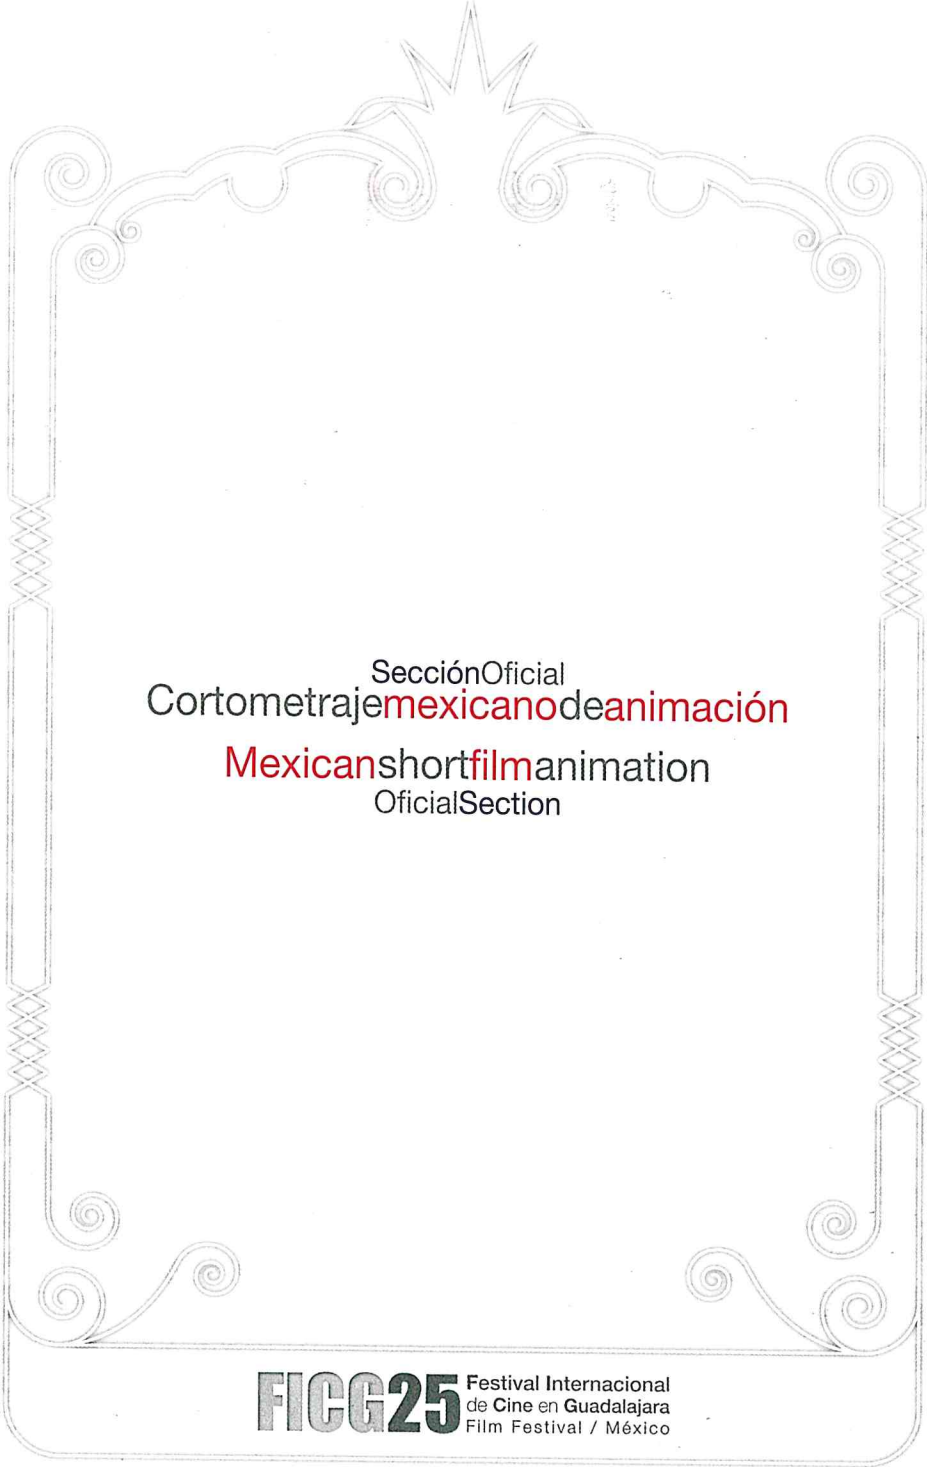 SecciónOficial
Cortometrajemexicanodeanimación
Mexicanshortfilmanimation
OficialSection
FICG25
Festival Internacional
de Cine en Guadalajara
Film Festival / México